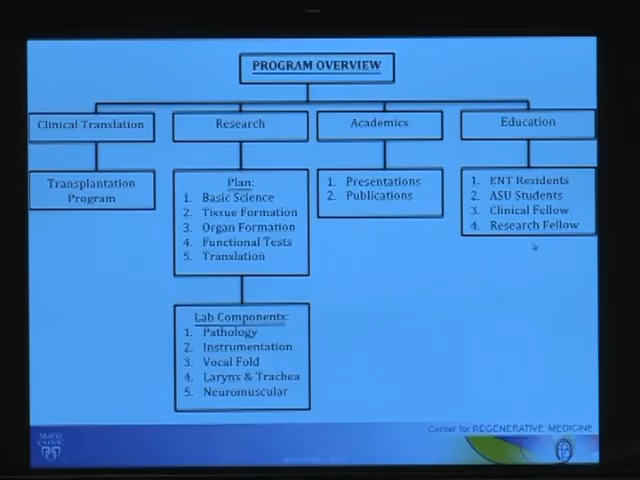 PROGRAM OVERVIEW
Clinical Translation
Research
Academics
Education
Transplantation
Program
Plan:
1. Basic Science
2. Tissue Formation
3. Organ Formation
4. Functional Tests
5. Translation
1. Presentations
2. Publications
1. ENT Residents
2. ASU Students
3. Clinical Fellow
4. Research Fellow
Lab Components:
1. Pathology
2. Instrumentation
3. Vocal Fold
4. Larynx & Trachea
5. Neuromuscular
Center for REGENERATIVE MEDICINE
MAYO
CLINIC